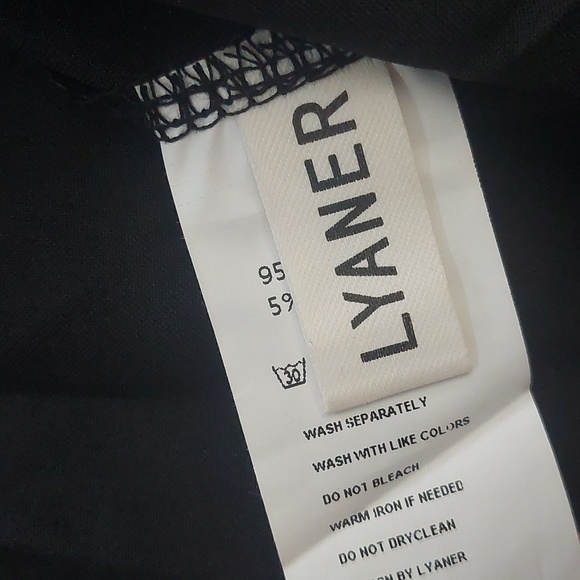 LYANER
95
5%
30
WASH SEPARATELY
WASH WITH LIKE COLORS
DO NOT BLEACH
WARM IRON IF NEEDED
DO NOT DRYCLEAN
BY LYANER